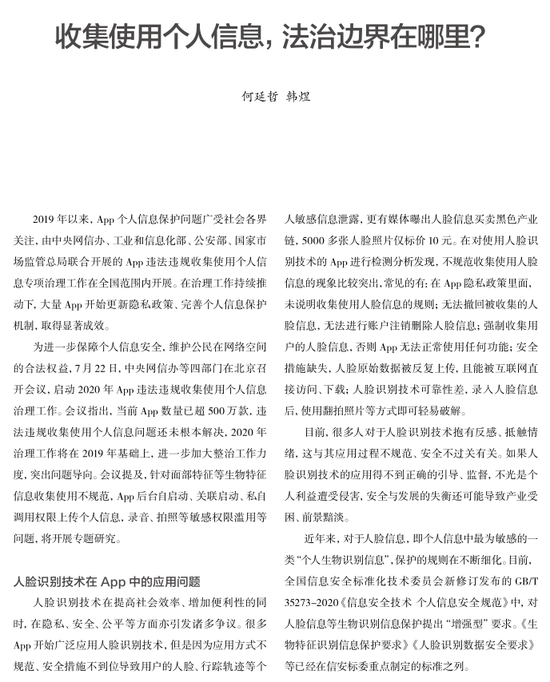 收集使用个人信息，法治边界在哪里？
何延哲 韩煜
2019 年以来，App 个人信息保护问题广受社会各界
关注，由中央网信办、工业和信息化部、公安部、国家市
场监管总局联合开展的 App 违法违规收集使用个人信
息专项治理工作在全国范围内开展。在治理工作持续推
动下，大量 App 开始更新隐私政策、完善个人信息保护
机制，取得显著成效。
为进一步保障个人信息安全，维护公民在网络空间
的合法权益，7 月 22 日，中央网信办等四部门在北京召
开会议，启动 2020 年 App 违法违规收集使用个人信息
治理工作。会议指出，当前 App 数量已超 500 万款，违
法违规收集使用个人信息问题还未根本解决，2020 年
治理工作将在 2019 年基础上，进一步加大整治工作力
度，突出问题导向。会议提及，针对面部特征等生物特征
信息收集使用不规范，App 后台自启动、关联启动、私自
调用权限上传个人信息，录音、拍照等敏感权限滥用等
问题，将开展专题研究。
人脸识别技术在 App 中的应用问题
人脸识别技术在提高社会效率、增加便利性的同
时，在隐私、安全、公平等方面亦引发诸多争议。很多
App 开始广泛应用人脸识别技术，但是因为应用方式不
规范、安全措施不到位导致用户的人脸、行踪轨迹等个
人敏感信息泄露，更有媒体曝出人脸信息买卖黑色产业
链，5000 多张人脸照片仅标价 10 元。在对使用人脸识
别技术的 App 进行检测分析发现，不规范收集使用人脸
信息的现象比较突出，常见的有：在 App 隐私政策里面，
未说明收集使用人脸信息的规则；无法撤回被收集的人
脸信息，无法进行账户注销删除人脸信息；强制收集用
户的人脸信息，否则 App 无法正常使用任何功能；安全
措施缺失，人脸原始数据被反复上传，且能被互联网直
接访问、下载；人脸识别技术可靠性差，录入人脸信息
后，使用翻拍照片等方式即可轻易破解。
目前，很多人对于人脸识别技术抱有反感、抵触情
绪，这与其应用过程不规范、安全不过关有关。如果人
脸识别技术的应用得不到正确的引导、监督，不光是个
人利益遭受侵害，安全与发展的失衡还可能导致产业受
困、前景黯淡。
近年来，对于人脸信息，即个人信息中最为敏感的
一类“个人生物识别信息”，保护的规则在不断细化。目前，
全国信息安全标准化技术委员会新修订发布的 GB/T
35273-2020《信息安全技术 个人信息安全规范》中，对
人脸信息等生物识别信息保护提出“增强型”要求。《生
物特征识别信息保护要求》《人脸识别数据安全要求》
等已经在信安标委重点制定的标准之列。